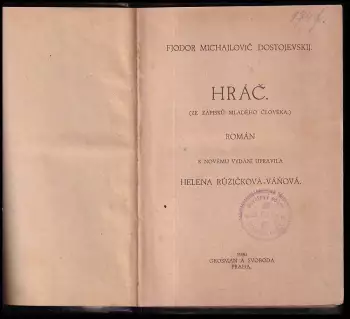 FJODOR MICHAJLOVIČ DOSTOJEVSKIJ.
HRÁČ.
(ZE ZÁPISKŮ MLADÉHO ČLOVĚKA.)
ROMÁN
K NOVÉMU VYDÁNÍ UPRAVILA
HELENA RŮŽIČKOVÁ-VÁŇOVÁ.
GROSMAN A SVOBODA
PRAHA.